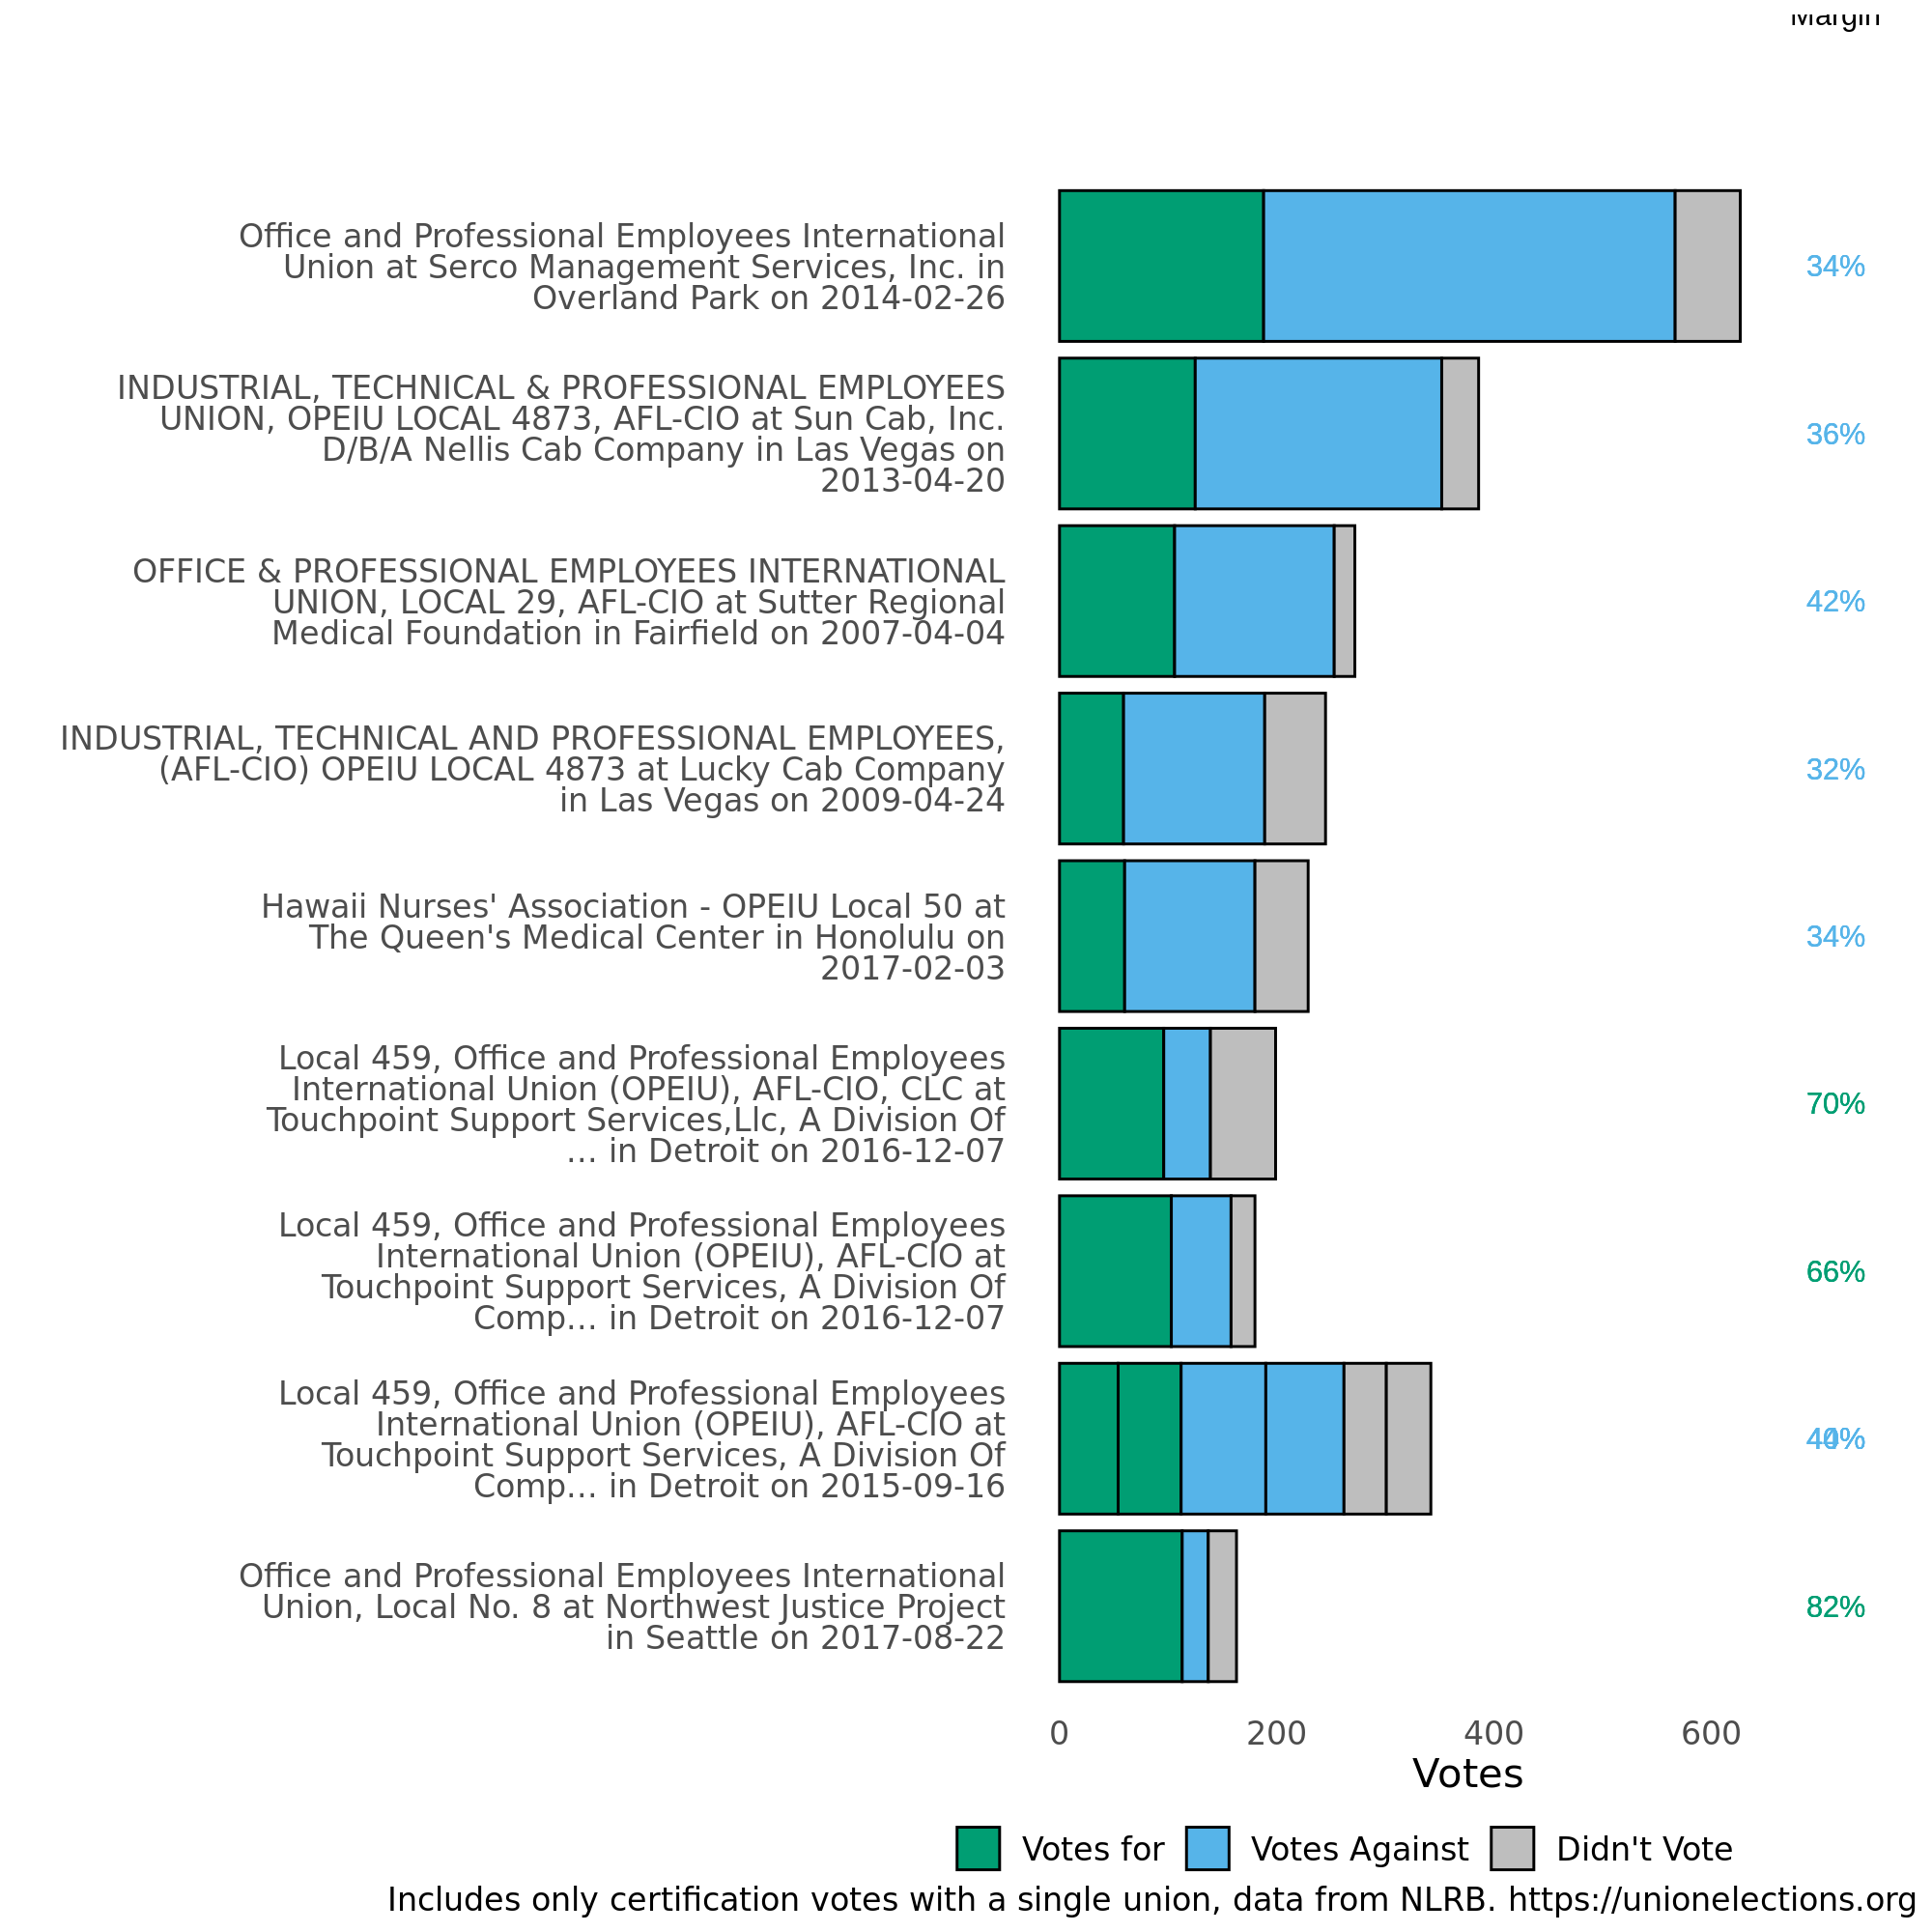 Margin
Office and Professional Employees International
Union at Serco Management Services, Inc. in
Overland Park on 2014-02-26
34%
INDUSTRIAL, TECHNICAL & PROFESSIONAL EMPLOYEES
UNION, OPEIU LOCAL 4873, AFL-CIO at Sun Cab, Inc.
D/B/A Nellis Cab Company in Las Vegas on
2013-04-20
36%
OFFICE & PROFESSIONAL EMPLOYEES INTERNATIONAL
UNION, LOCAL 29, AFL-CIO at Sutter Regional
Medical Foundation in Fairfield on 2007-04-04
42%
INDUSTRIAL, TECHNICAL AND PROFESSIONAL EMPLOYEES,
(AFL-CIO) OPEIU LOCAL 4873 at Lucky Cab Company
in Las Vegas on 2009-04-24
32%
Hawaii Nurses' Association - OPEIU Local 50 at
The Queen's Medical Center in Honolulu on
2017-02-03
34%
Local 459, Office and Professional Employees
International Union (OPEIU), AFL-CIO, CLC at
Touchpoint Support Services,Llc, A Division Of
... in Detroit on 2016-12-07
70%
Local 459, Office and Professional Employees
International Union (OPEIU), AFL-CIO at
Touchpoint Support Services, A Division Of
Comp... in Detroit on 2016-12-07
66%
Local 459, Office and Professional Employees
International Union (OPEIU), AFL-CIO at
Touchpoint Support Services, A Division Of
Comp... in Detroit on 2015-09-16
Office and Professional Employees International
Union, Local No. 8 at Northwest Justice Project
in Seattle on 2017-08-22
82%
0 200 400 600
Votes
Votes for Votes Against Didn't Vote
Includes only certification votes with a single union, data from NLRB. https://unionelections.org